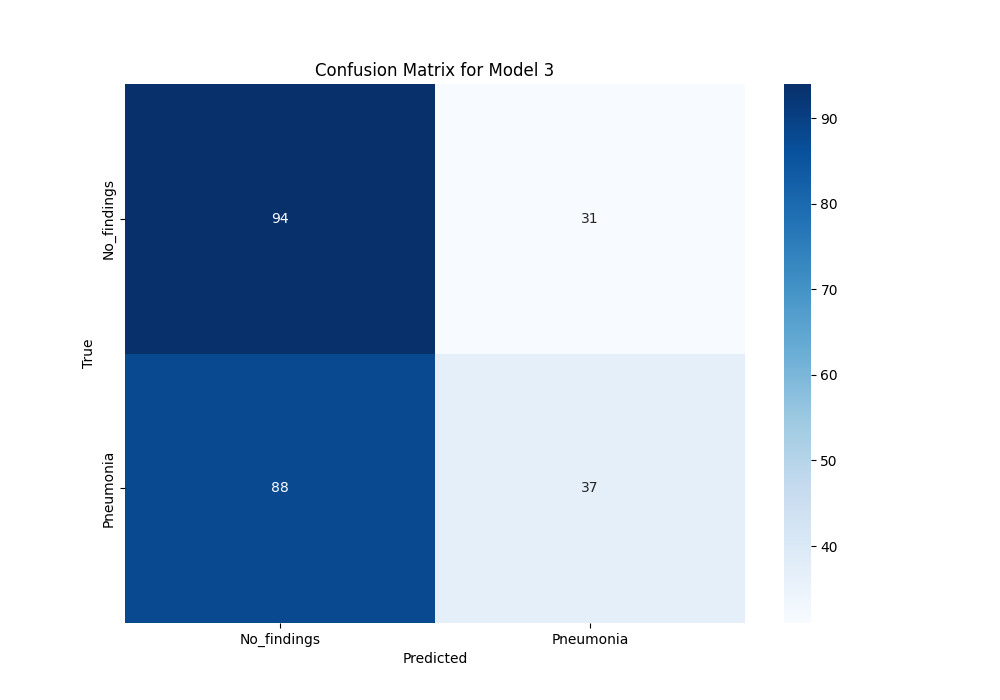 Confusion Matrix for Model 3
True
No_findings
Pneumonia
94
31
88
37
No_findings
Pneumonia
Predicted
90
80
70
60
50
40